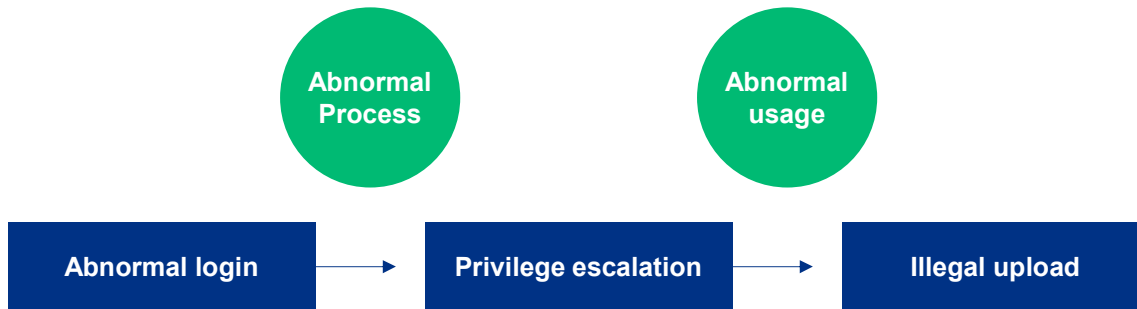 Abnormal
Process
Abnormal
usage
Abnormal login
Privilege escalation
Illegal upload